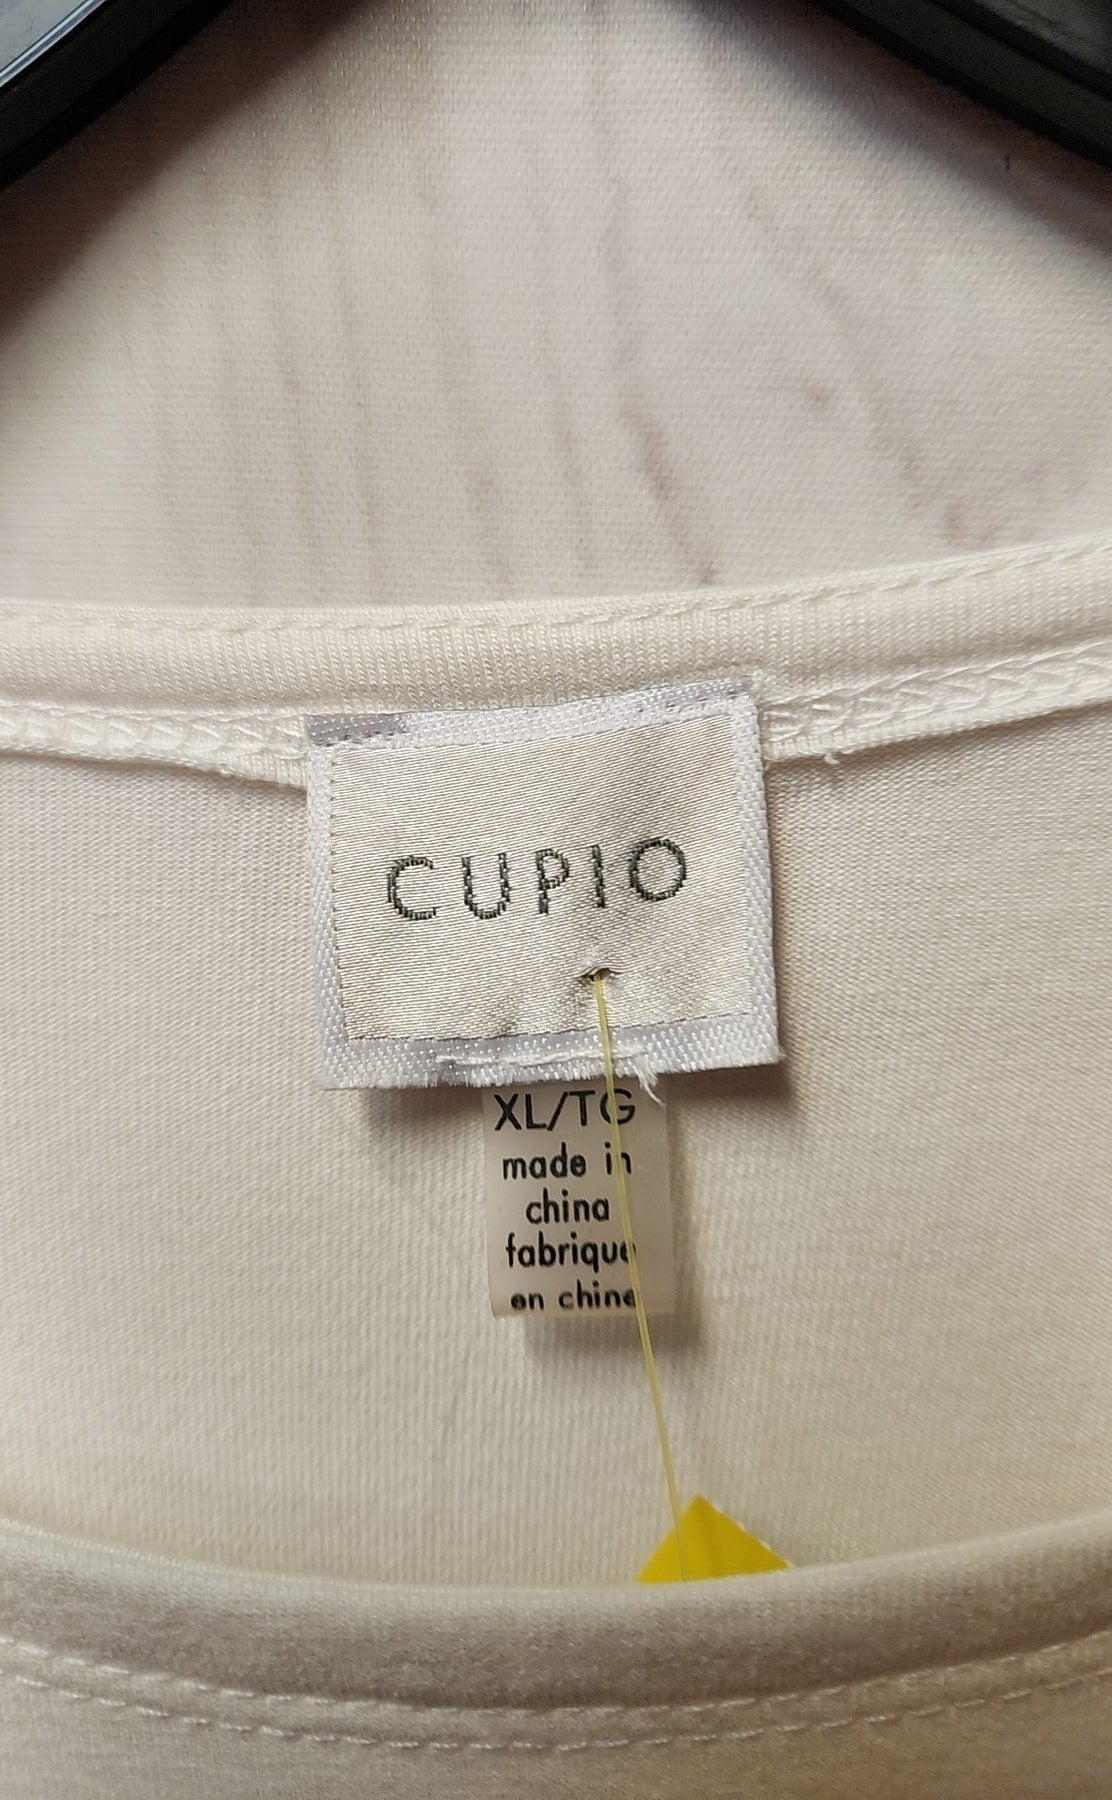 CUPIO
XL/TG
made in
china
fabrique
en chine